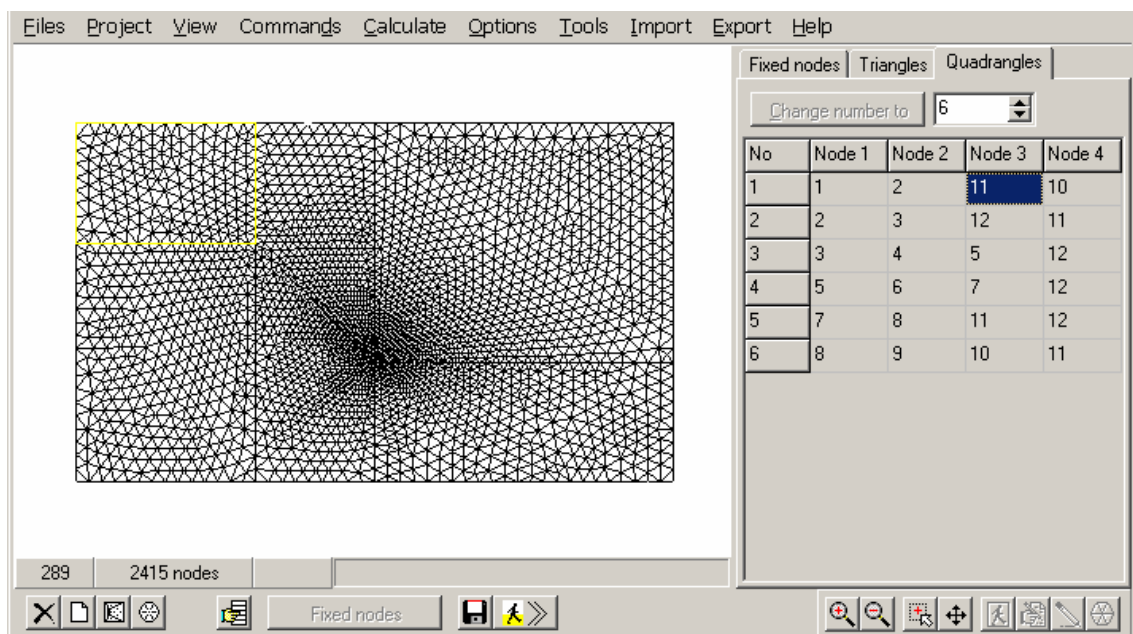 Files Project View Commands Calculate Options Tools Import Export Help
Fixed nodes Triangles Quadrangles
Change number to 6
No Node 1 Node 2 Node 3 Node 4
1 1 2 11 10
2 2 3 12 11
3 3 4 5 12
4 5 6 7 12
5 7 8 11 12
6 8 9 10 11
289 2415 nodes
Fixed nodes